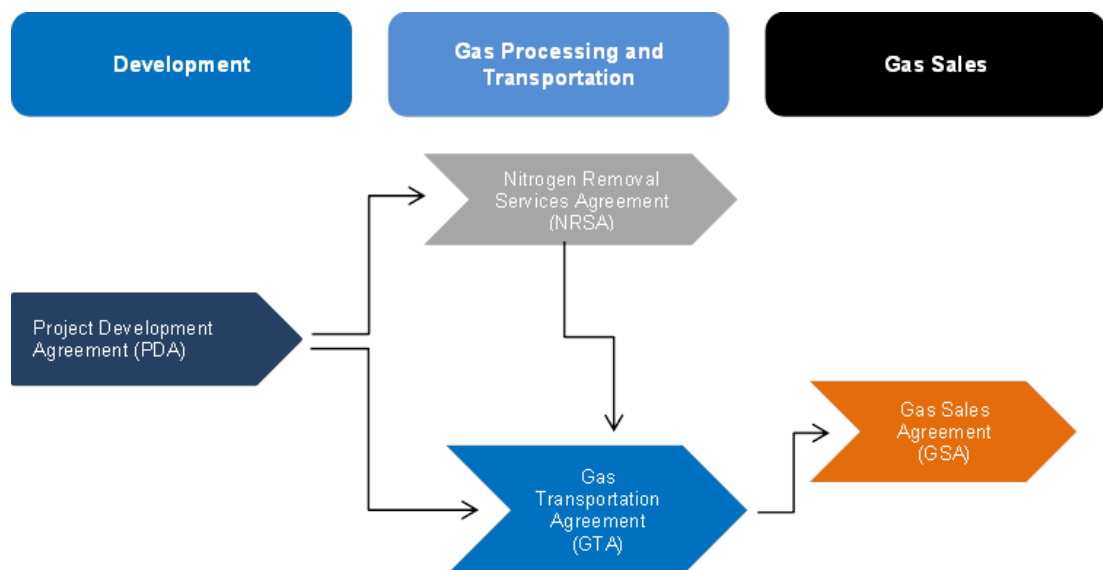 Development
Gas Processing and
Transportation
Gas Sales
Nitrogen Removal
Services Agreement
(NRSA)
Project Development
Agreement (PDA)
Gas Sales
Agreement
(GSA)
Gas
Transportation
Agreement
(GTA)